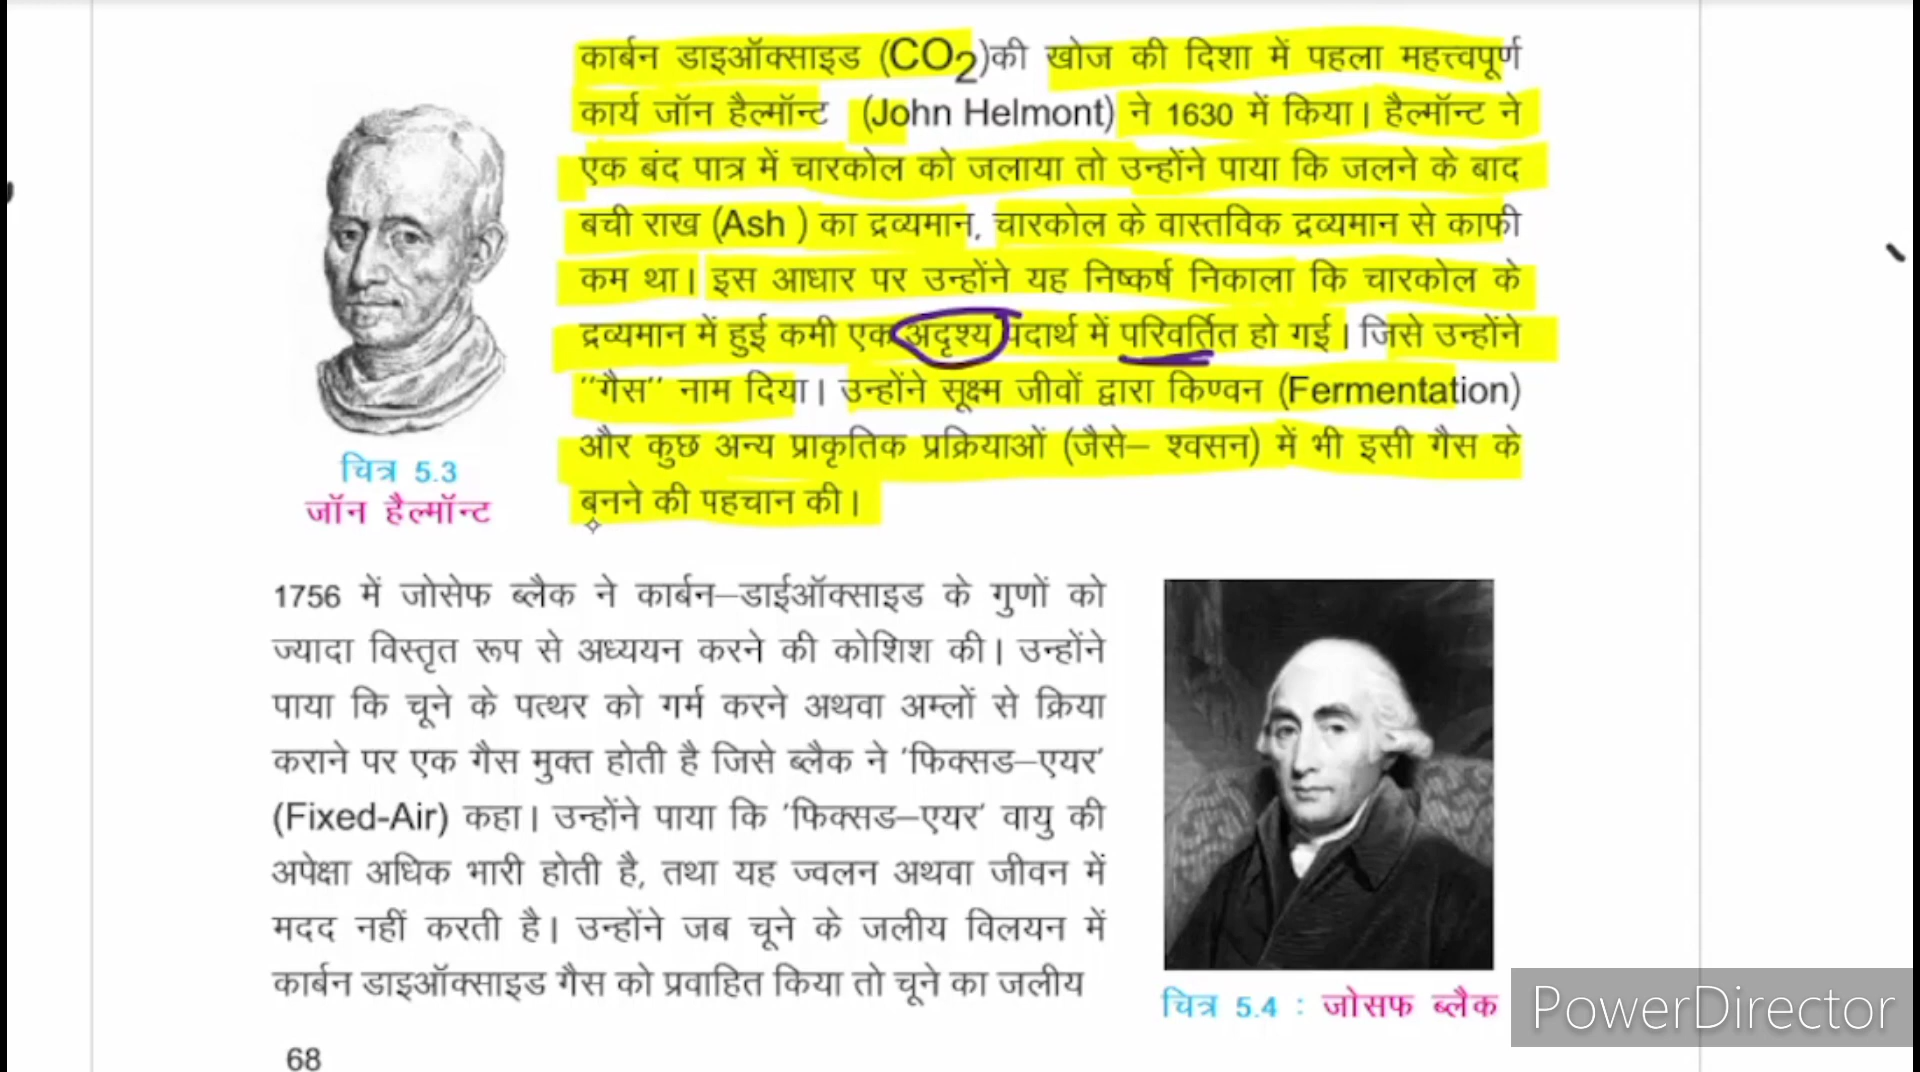 कार्बन डाइऑक्साइड (CO2)की खोज की दिशा में पहला महत्त्वपूर्ण
कार्य जॉन हैल्मॉन्ट (John Helmont) ने 1630 में किया। हैल्मॉन्ट ने
एक बंद पात्र में चारकोल को जलाया तो उन्होंने पाया कि जलने के बाद
बची राख (Ash ) का द्रव्यमान, चारकोल के वास्तविक द्रव्यमान से काफी
कम था। इस आधार पर उन्होंने यह निष्कर्ष निकाला कि चारकोल के
द्रव्यमान में हुई कमी एक अदृश्य पदार्थ में परिवर्तित हो गई। जिसे उन्होंने
''गैस'' नाम दिया। उन्होंने सूक्ष्म जीवों द्वारा किण्वन (Fermentation)
और कुछ अन्य प्राकृतिक प्रक्रियाओं (जैसे– श्वसन) में भी इसी गैस के
बनने की पहचान की।
चित्र 5.3
जॉन हैल्मॉन्ट
1756 में जोसेफ ब्लैक ने कार्बन–डाईऑक्साइड के गुणों को
ज्यादा विस्तृत रूप से अध्ययन करने की कोशिश की। उन्होंने
पाया कि चूने के पत्थर को गर्म करने अथवा अम्लों से क्रिया
कराने पर एक गैस मुक्त होती है जिसे ब्लैक ने 'फिक्सड–एयर'
(Fixed-Air) कहा। उन्होंने पाया कि 'फिक्सड–एयर' वायु की
अपेक्षा अधिक भारी होती है, तथा यह ज्वलन अथवा जीवन में
मदद नहीं करती है। उन्होंने जब चूने के जलीय विलयन में
कार्बन डाइऑक्साइड गैस को प्रवाहित किया तो चूने का जलीय
चित्र 5.4 : जोसफ ब्लैक
68
PowerDirector